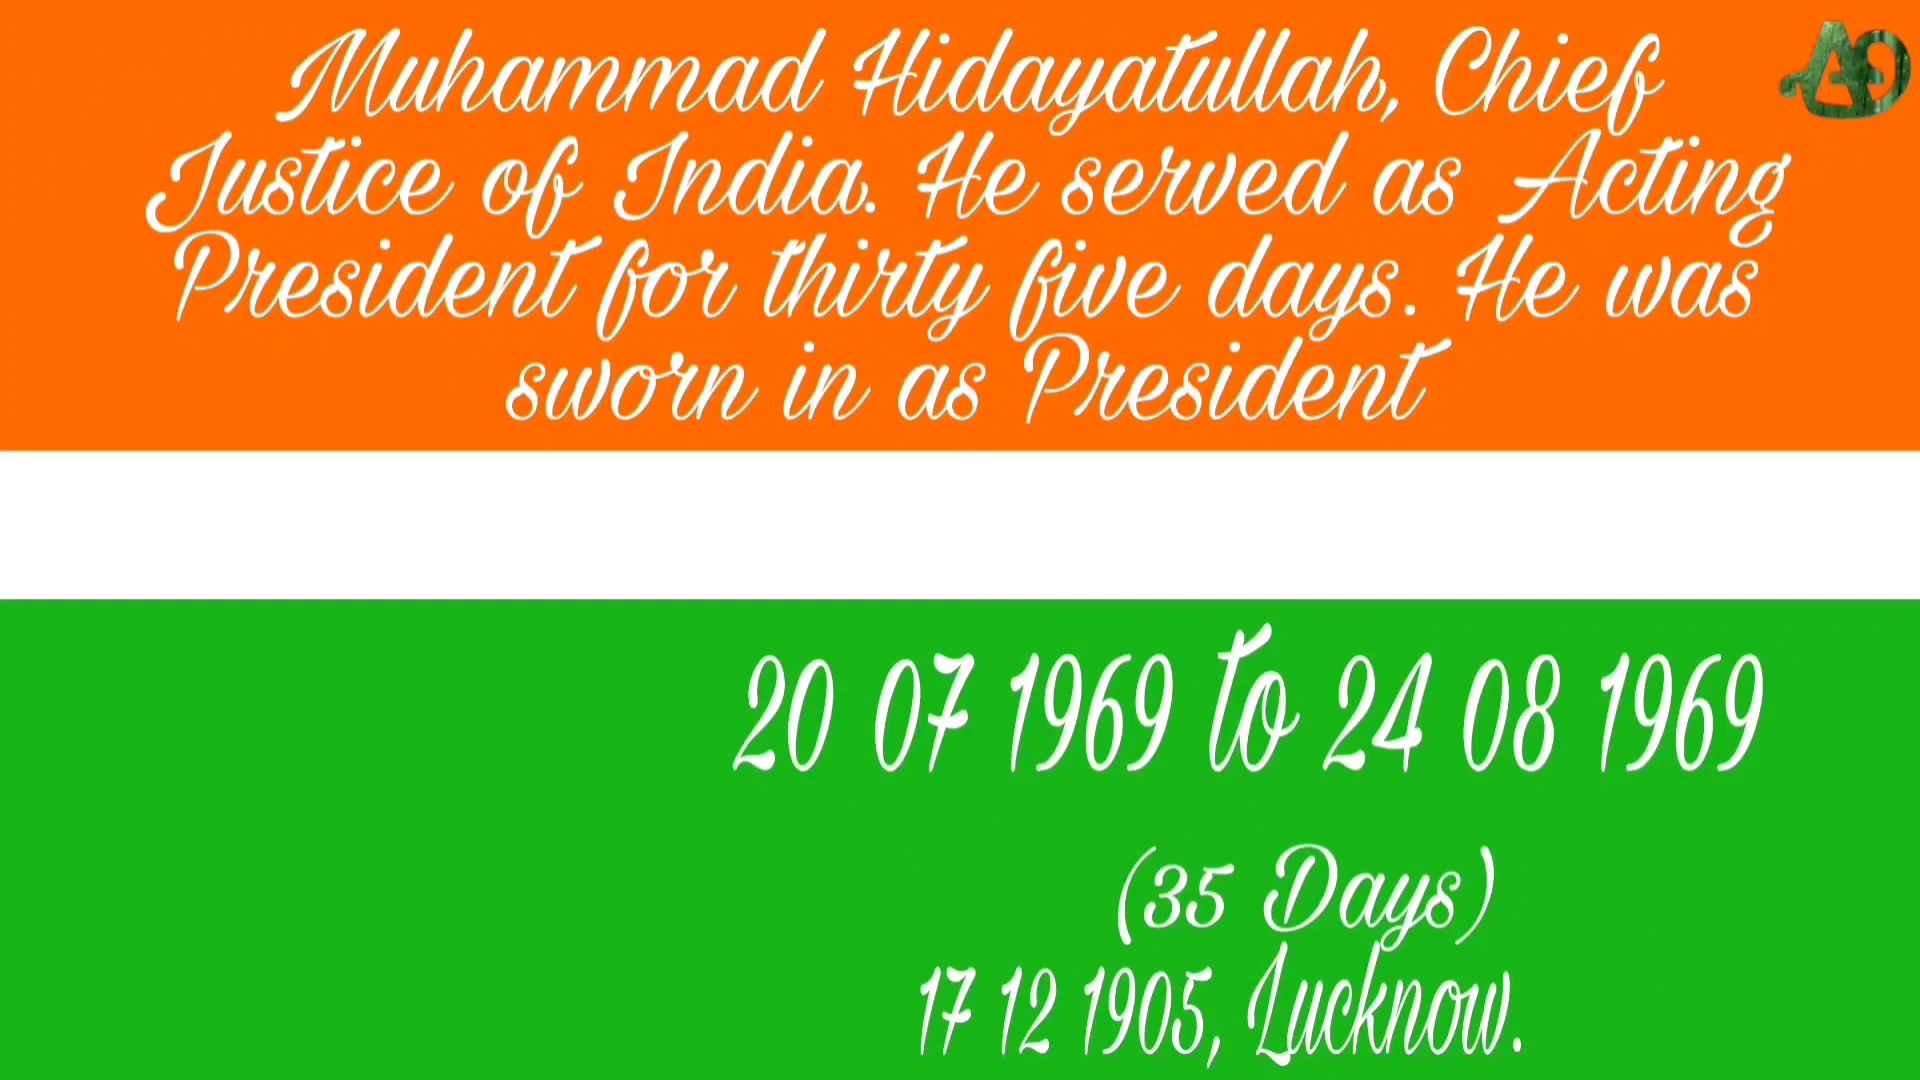 Muhammad Hidayatullah, Chief
Justice of India. He served as Acting
President for thirty five days. He was
sworn in as President
20 07 1969 to 24 08 1969
(35 Days)
17 12 1905, Lucknow.